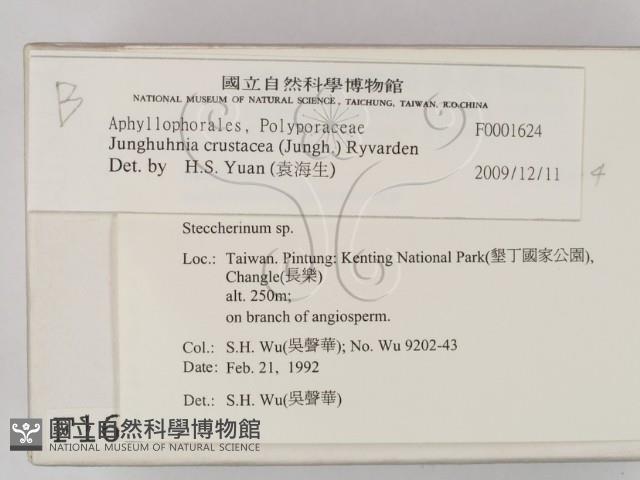 B
國立自然科學博物館
NATIONAL MUSEUM OF NATURAL SCIENCE, TAICHUNG, TAIWAN, R.O.CHINA
Aphyllophorales, Polyporaceae F0001624
Junghuhnia crustacea (Jungh.) Ryvarden
Det. by H.S. Yuan (袁海生) 2009/12/11
4
Steccherinum sp.
Loc.: Taiwan. Pintung: Kenting National Park(墾丁國家公園),
Changle(長樂)
alt. 250m;
on branch of angiosperm.
Col.: S.H. Wu(吳聲華); No. Wu 9202-43
Date: Feb. 21, 1992
Det.: S.H. Wu(吳聲華)
F16
國立自然科學博物館
NATIONAL MUSEUM OF NATURAL SCIENCE